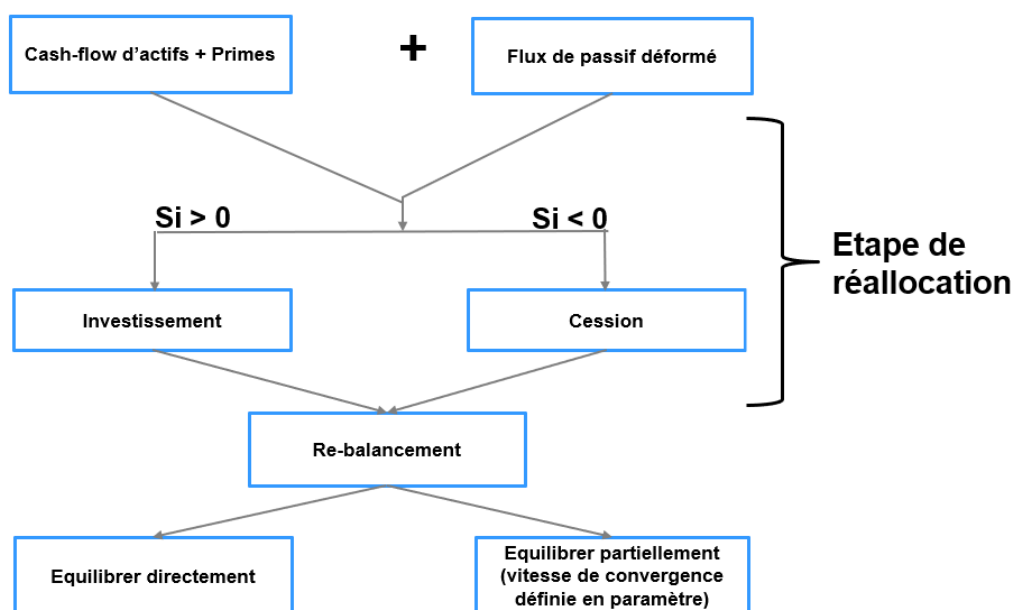 Cash-flow d'actifs + Primes
+
Flux de passif déformé
Si > 0
Si < 0
Etape de
réallocation
Investissement
Cession
Re-balancement
Equilibrer directement
Equilibrer partiellement
(vitesse de convergence
définie en paramètre)